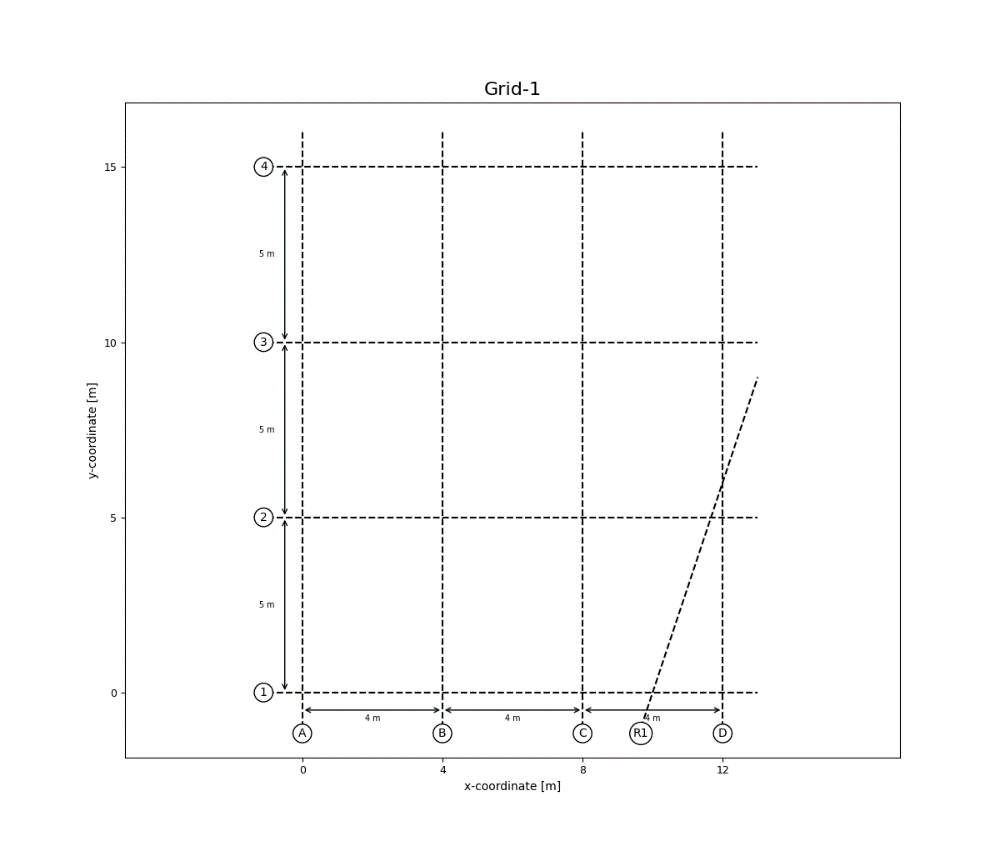 Grid-1
15
4
5 m
10
3
5 m
y-coordinate [m]
5
2
5 m
0
1
4 m
4 m
4 m
A
B
C
R1
D
0
4
8
12
x-coordinate [m]